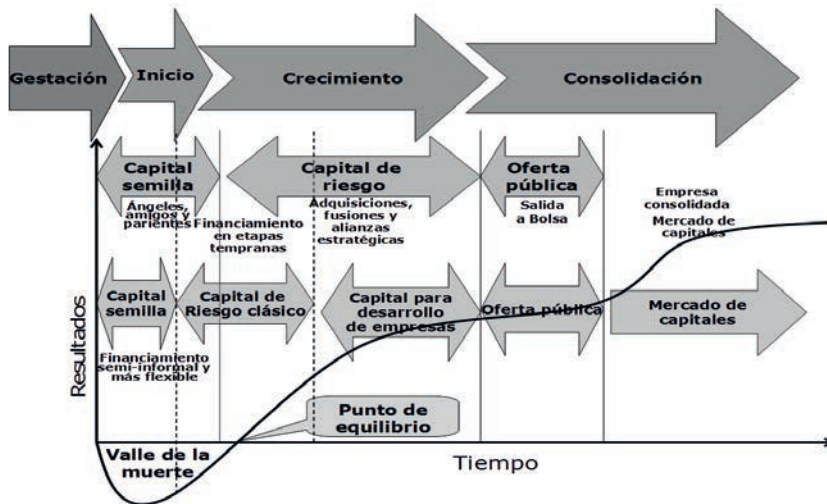 Gestación
Inicio
Crecimiento
Consolidación
Capital
semilla
Ángeles,
amigos y
parientes
Financiamiento
en etapas
tempranas
Capital de
riesgo
Adquisiciones,
fusiones y
alianzas
estratégicas
Oferta
pública
Salida
a Bolsa
Empresa
consolidada
Mercado de
capitales
Resultados
Capital
semilla
Financiamiento
semi-informal y
más flexible
Capital de
Riesgo clásico
Capital para
desarrollo
de empresas
Oferta pública
Mercado de
capitales
Punto de
equilibrio
Valle de la
muerte
Tiempo